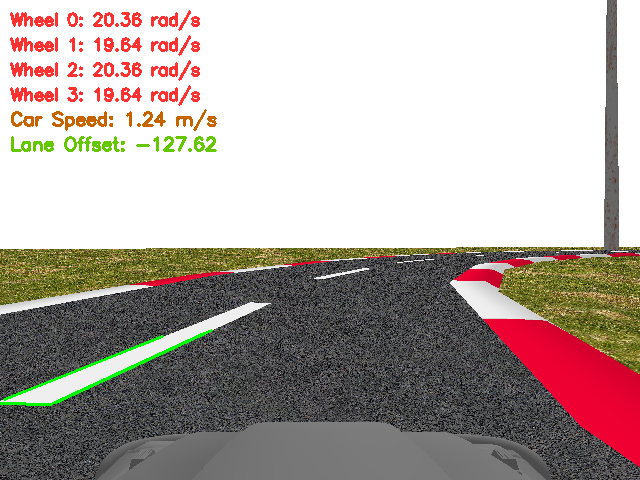 Wheel 0: 20.36 rad/s
Wheel 1: 19.64 rad/s
Wheel 2: 20.36 rad/s
Wheel 3: 19.64 rad/s
Car Speed: 1.24 m/s
Lane Offset: -127.62